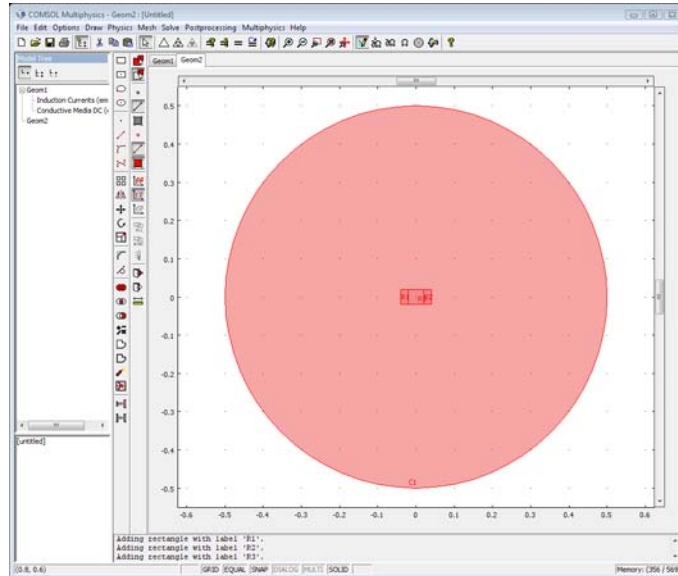 COMSOL Multiphysics - Geom2 : [Untitled]
File Edit Options Draw Physics Mesh Solve Postprocessing Multiphysics Help
Model Tree
Geom1 Geom2
Geom1
Induction Currents (em
Conductive Media DC (
Geom2
0.5
0.4
0.3
0.2
0.1
0
-0.1
-0.2
-0.3
-0.4
-0.5
R1
R2
C1
-0.6 -0.5 -0.4 -0.3 -0.2 -0.1 0 0.1 0.2 0.3 0.4 0.5 0.6
[untitled]
Adding rectangle with label 'R1'.
Adding rectangle with label 'R2'.
Adding rectangle with label 'R3'.
(0.8, 0.6) GRID EQUAL SNAP DIALOG MULTI SOLID Memory: (356 / 569